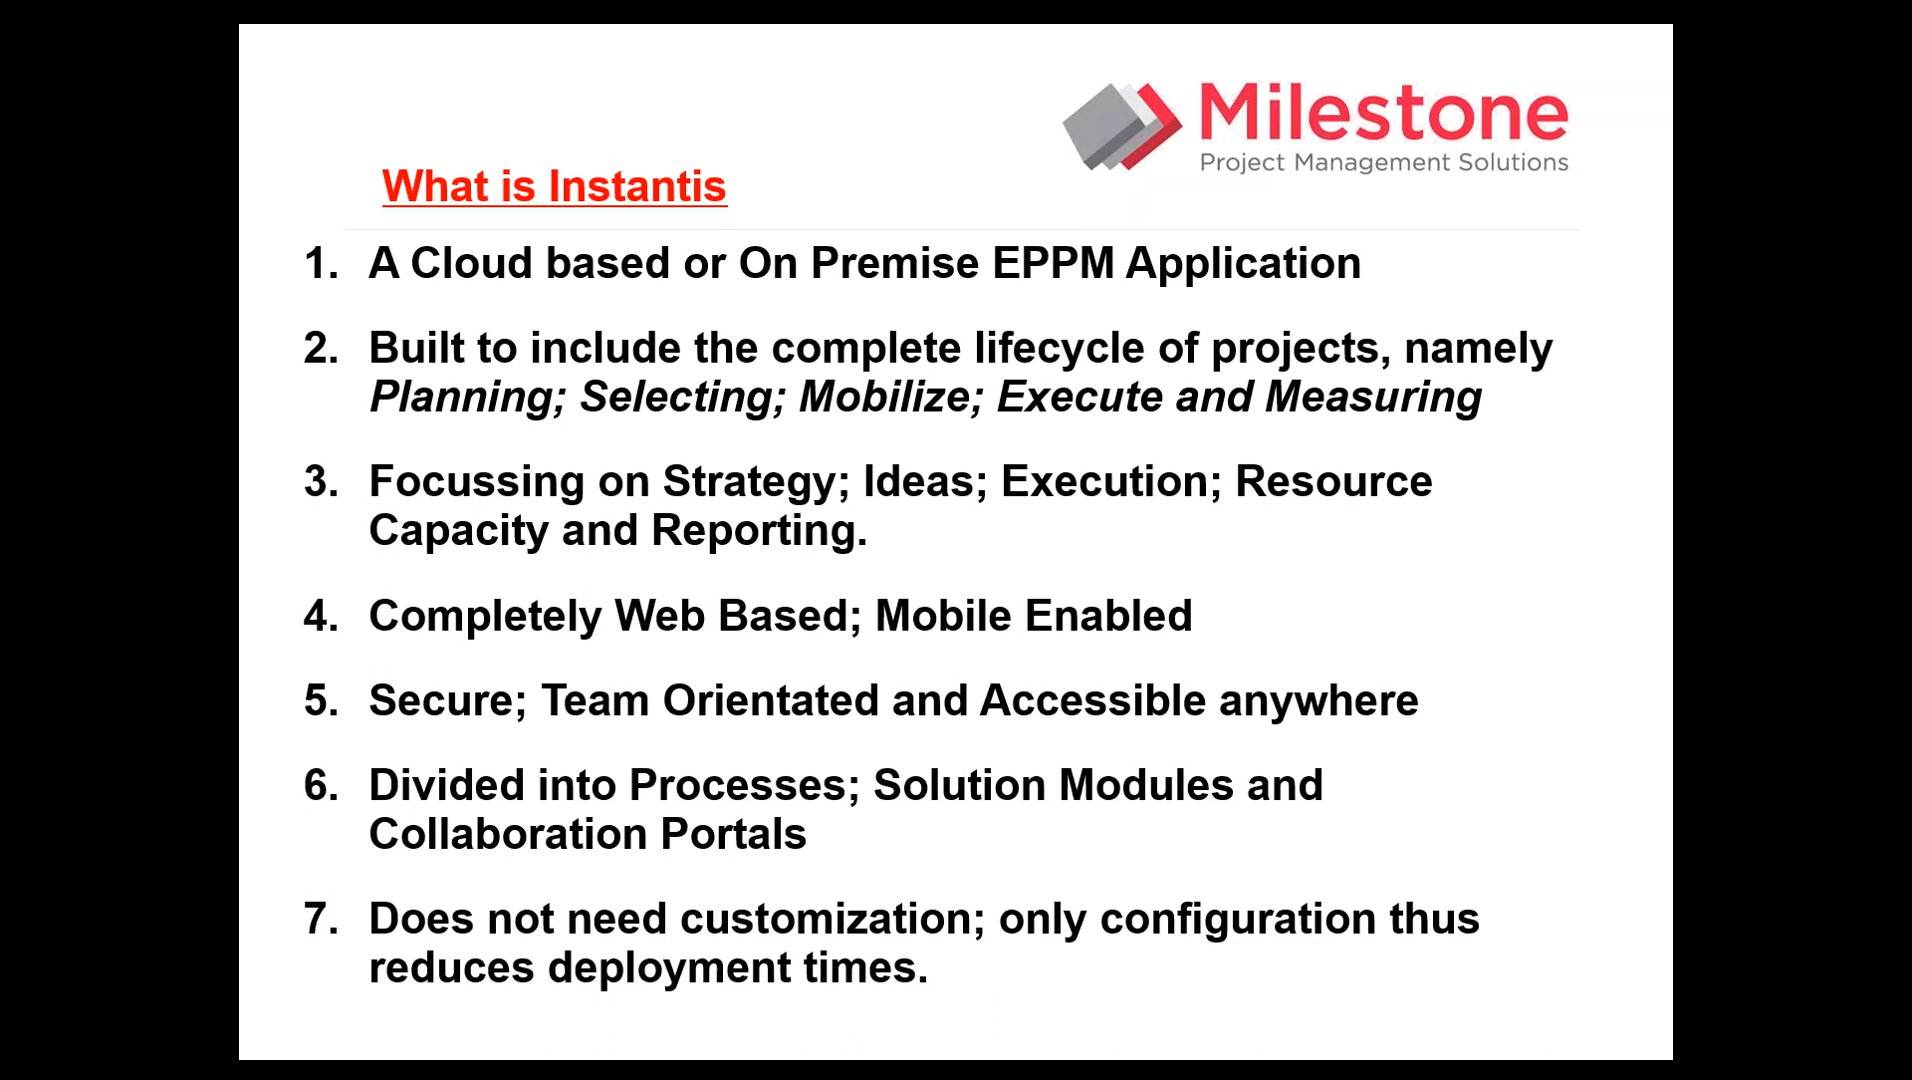 Milestone
Project Management Solutions
What is Instantis
1. A Cloud based or On Premise EPPM Application
2. Built to include the complete lifecycle of projects, namely
Planning; Selecting; Mobilize; Execute and Measuring
3. Focussing on Strategy; Ideas; Execution; Resource
Capacity and Reporting.
4. Completely Web Based; Mobile Enabled
5. Secure; Team Orientated and Accessible anywhere
6. Divided into Processes; Solution Modules and
Collaboration Portals
7. Does not need customization; only configuration thus
reduces deployment times.